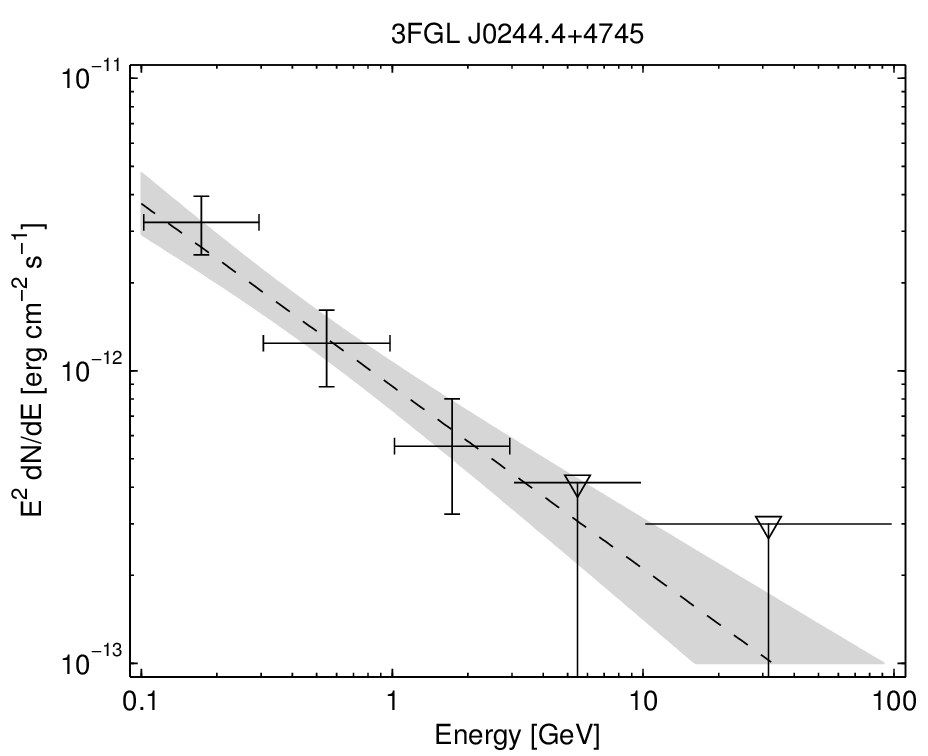 3FGL J0244.4+4745
10⁻¹¹
10⁻¹²
10⁻¹³
E² dN/dE [erg cm⁻² s⁻¹]
0.1 1 10 100
Energy [GeV]